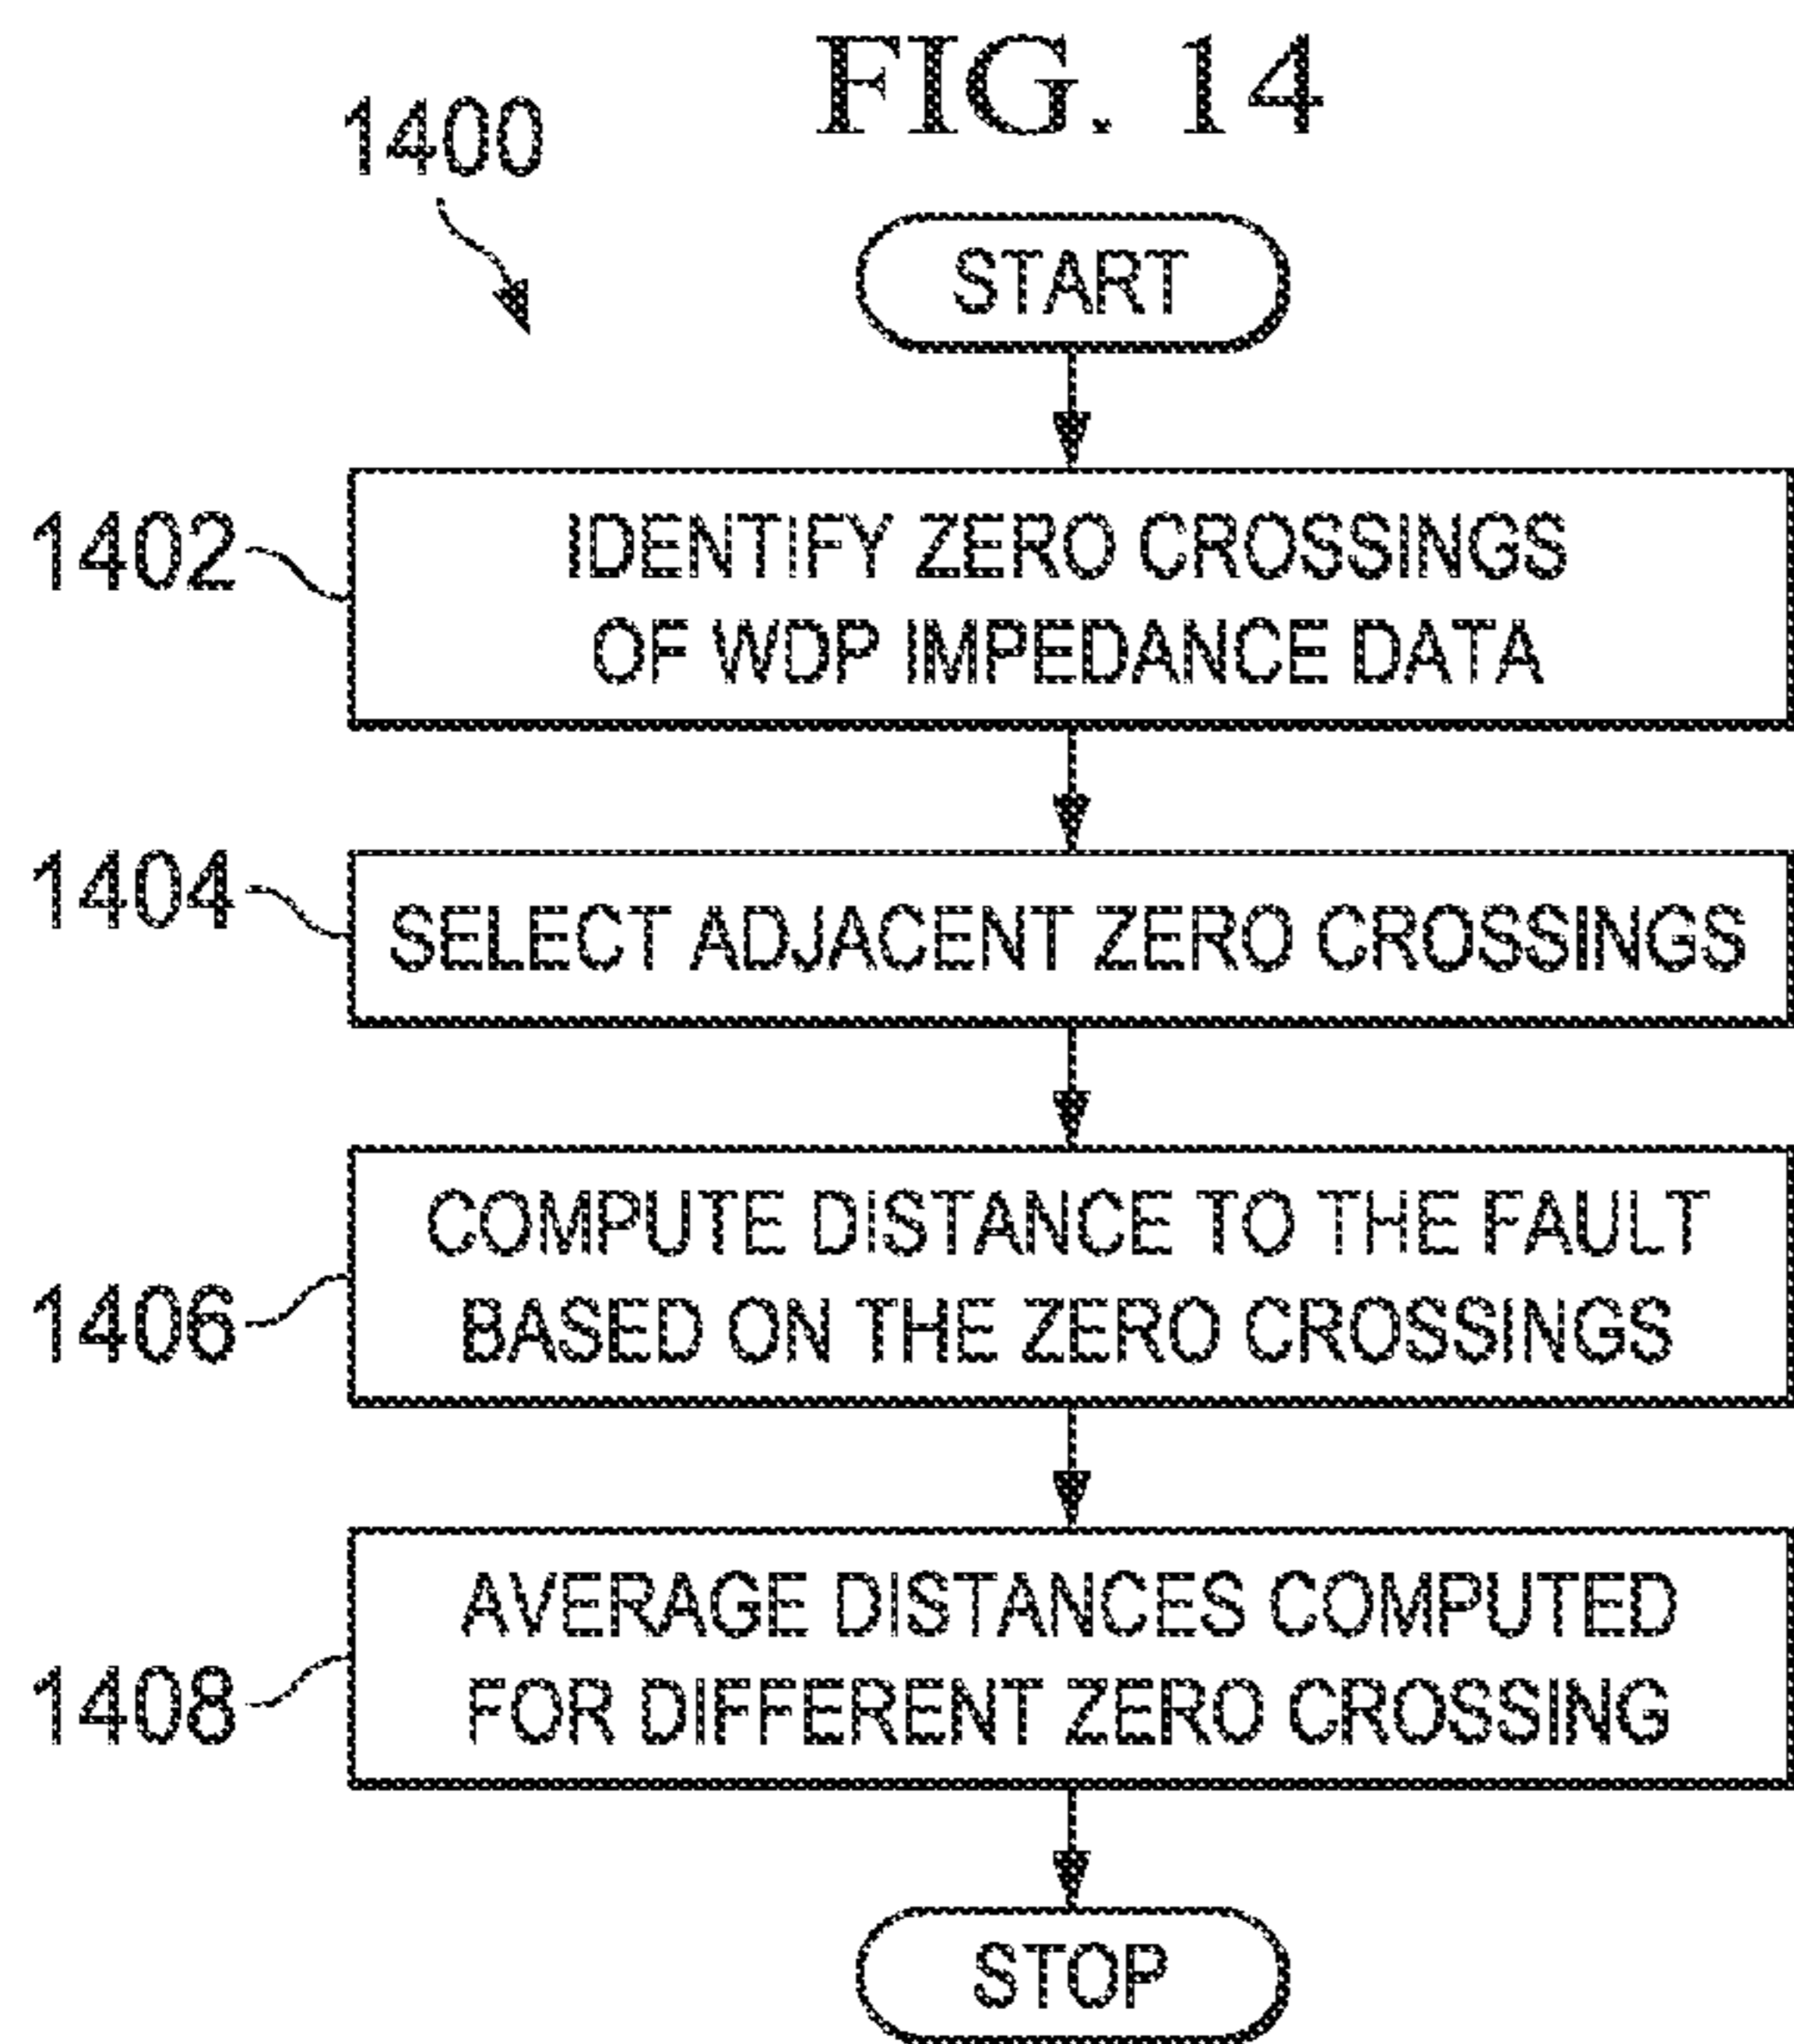 FIG. 14
1400
START
1402
IDENTIFY ZERO CROSSINGS
OF WDP IMPEDANCE DATA
1404
SELECT ADJACENT ZERO CROSSINGS
1406
COMPUTE DISTANCE TO THE FAULT
BASED ON THE ZERO CROSSINGS
1408
AVERAGE DISTANCES COMPUTED
FOR DIFFERENT ZERO CROSSING
STOP